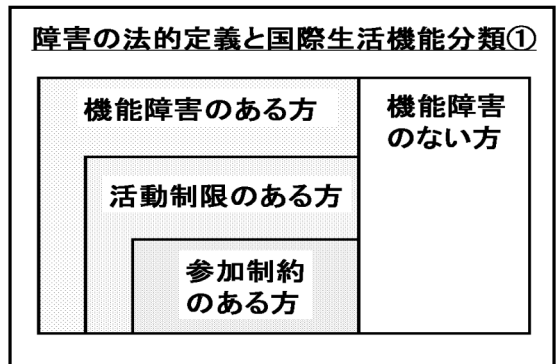 障害の法的定義と国際生活機能分類①
機能障害のある方
機能障害
のない方
活動制限のある方
参加制約
のある方